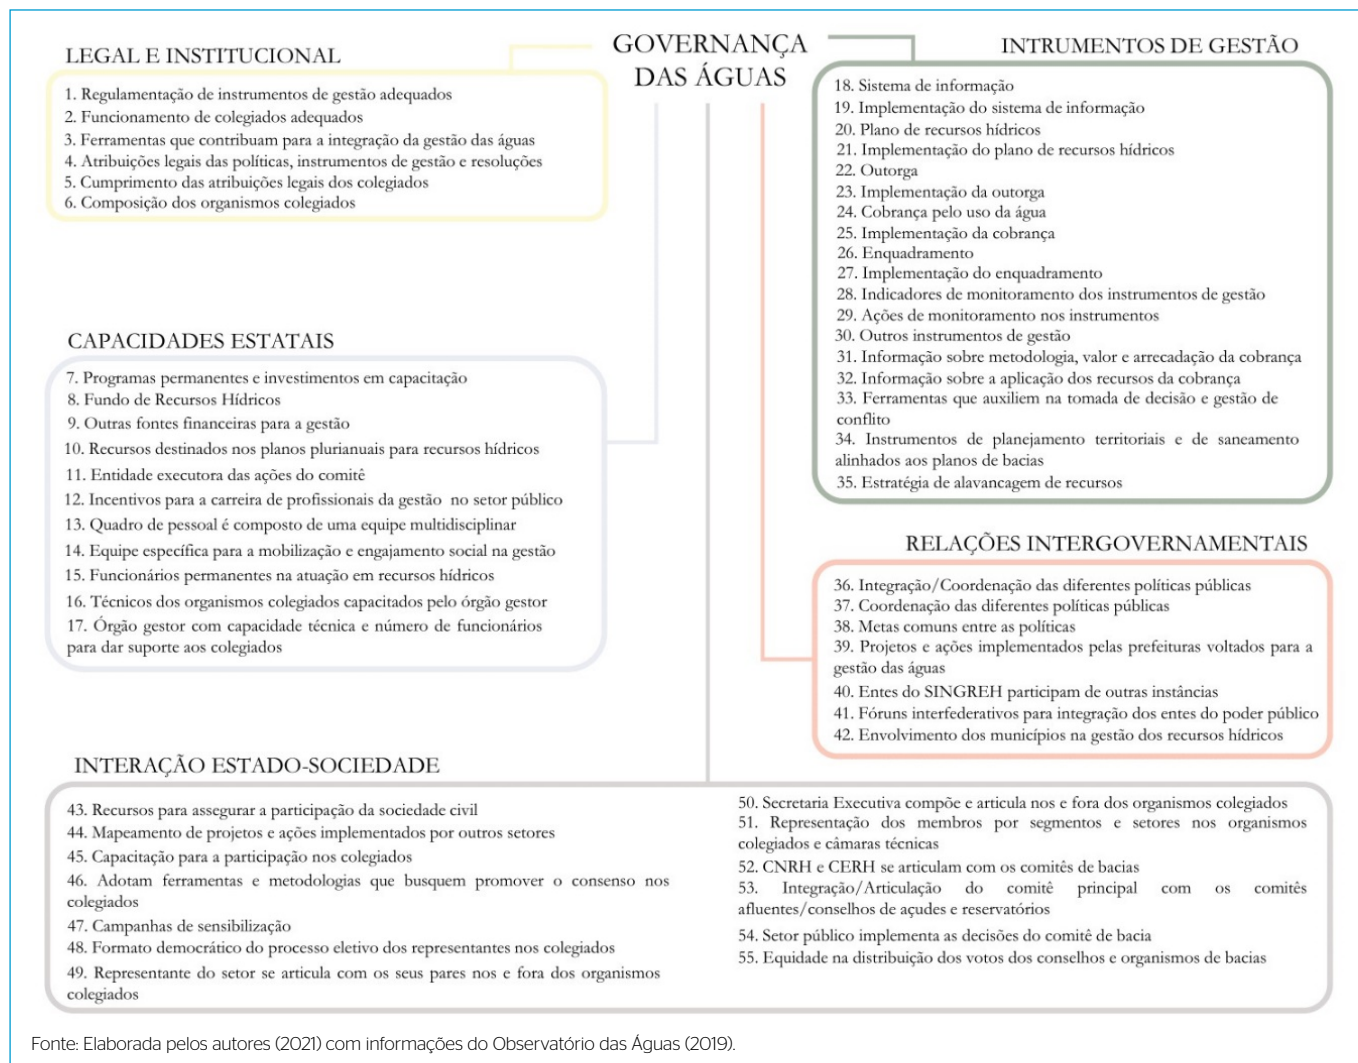 GOVERNANÇA
DAS ÁGUAS
LEGAL E INSTITUCIONAL
1. Regulamentação de instrumentos de gestão adequados
2. Funcionamento de colegiados adequados
3. Ferramentas que contribuam para a integração da gestão das águas
4. Atribuições legais das políticas, instrumentos de gestão e resoluções
5. Cumprimento das atribuições legais dos colegiados
6. Composição dos organismos colegiados
CAPACIDADES ESTATAIS
7. Programas permanentes e investimentos em capacitação
8. Fundo de Recursos Hídricos
9. Outras fontes financeiras para a gestão
10. Recursos destinados nos planos plurianuais para recursos hídricos
11. Entidade executora das ações do comitê
12. Incentivos para a carreira de profissionais da gestão no setor público
13. Quadro de pessoal é composto de uma equipe multidisciplinar
14. Equipe específica para a mobilização e engajamento social na gestão
15. Funcionários permanentes na atuação em recursos hídricos
16. Técnicos dos organismos colegiados capacitados pelo órgão gestor
17. Órgão gestor com capacidade técnica e número de funcionários
para dar suporte aos colegiados
INTRUMENTOS DE GESTÃO
18. Sistema de informação
19. Implementação do sistema de informação
20. Plano de recursos hídricos
21. Implementação do plano de recursos hídricos
22. Outorga
23. Implementação da outorga
24. Cobrança pelo uso da água
25. Implementação da cobrança
26. Enquadramento
27. Implementação do enquadramento
28. Indicadores de monitoramento dos instrumentos de gestão
29. Ações de monitoramento nos instrumentos
30. Outros instrumentos de gestão
31. Informação sobre metodologia, valor e arrecadação da cobrança
32. Informação sobre a aplicação dos recursos da cobrança
33. Ferramentas que auxiliem na tomada de decisão e gestão de
conflito
34. Instrumentos de planejamento territoriais e de saneamento
alinhados aos planos de bacias
35. Estratégia de alavancagem de recursos
RELAÇÕES INTERGOVERNAMENTAIS
36. Integração/Coordenação das diferentes políticas públicas
37. Coordenação das diferentes políticas públicas
38. Metas comuns entre as políticas
39. Projetos e ações implementados pelas prefeituras voltados para a
gestão das águas
40. Entes do SINGREH participam de outras instâncias
41. Fóruns interfederativos para integração dos entes do poder público
42. Envolvimento dos municípios na gestão dos recursos hídricos
INTERAÇÃO ESTADO-SOCIEDADE
43. Recursos para assegurar a participação da sociedade civil
44. Mapeamento de projetos e ações implementados por outros setores
45. Capacitação para a participação nos colegiados
46. Adotam ferramentas e metodologias que busquem promover o consenso nos
colegiados
47. Campanhas de sensibilização
48. Formato democrático do processo eletivo dos representantes nos colegiados
49. Representante do setor se articula com os seus pares nos e fora dos organismos
colegiados
50. Secretaria Executiva compõe e articula nos e fora dos organismos colegiados
51. Representação dos membros por segmentos e setores nos organismos
colegiados e câmaras técnicas
52. CNRH e CERH se articulam com os comitês de bacias
53. Integração/Articulação do comitê principal com os comitês
afluentes/conselhos de açudes e reservatórios
54. Setor público implementa as decisões do comitê de bacia
55. Equidade na distribuição dos votos dos conselhos e organismos de bacias
Fonte: Elaborada pelos autores (2021) com informações do Observatório das Águas (2019).